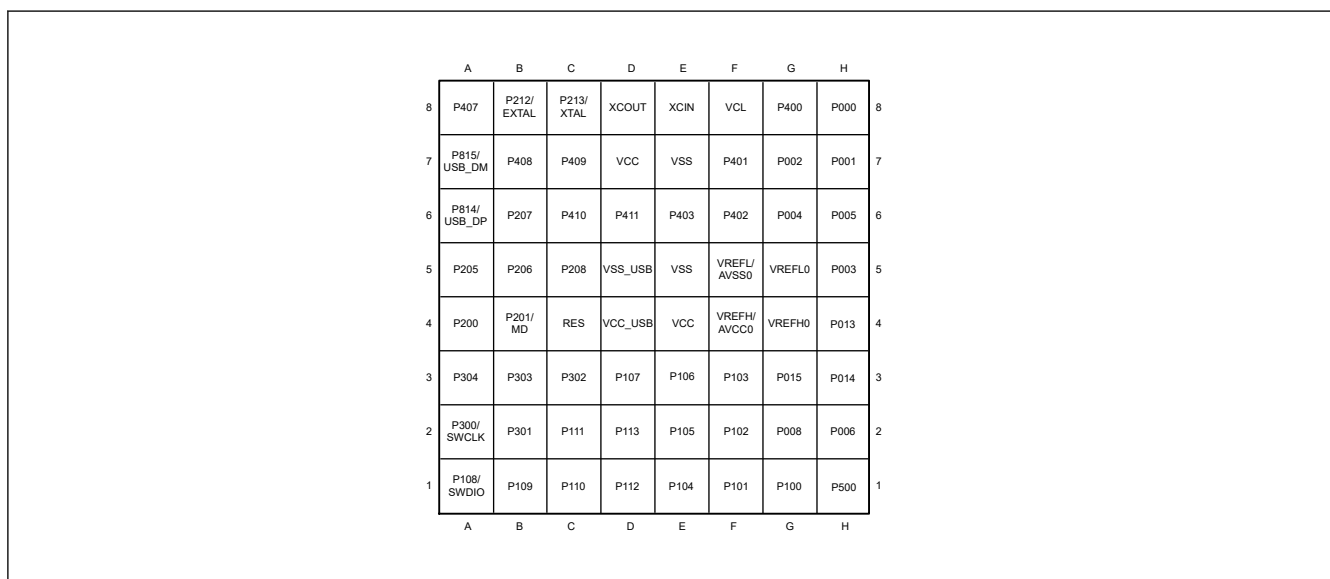 A B C D E F G H
8 P407 P212/ EXTAL P213/ XTAL XCOUT XCIN VCL P400 P000 8
7 P815/ USB_DM P408 P409 VCC VSS P401 P002 P001 7
6 P814/ USB_DP P207 P410 P411 P403 P402 P004 P005 6
5 P205 P206 P208 VSS_USB VSS VREFL/ AVSS0 VREFL0 P003 5
4 P200 P201/ MD RES VCC_USB VCC VREFH/ AVCC0 VREFH0 P013 4
3 P304 P303 P302 P107 P106 P103 P015 P014 3
2 P300/ SWCLK P301 P111 P113 P105 P102 P008 P006 2
1 P108/ SWDIO P109 P110 P112 P104 P101 P100 P500 1
A B C D E F G H